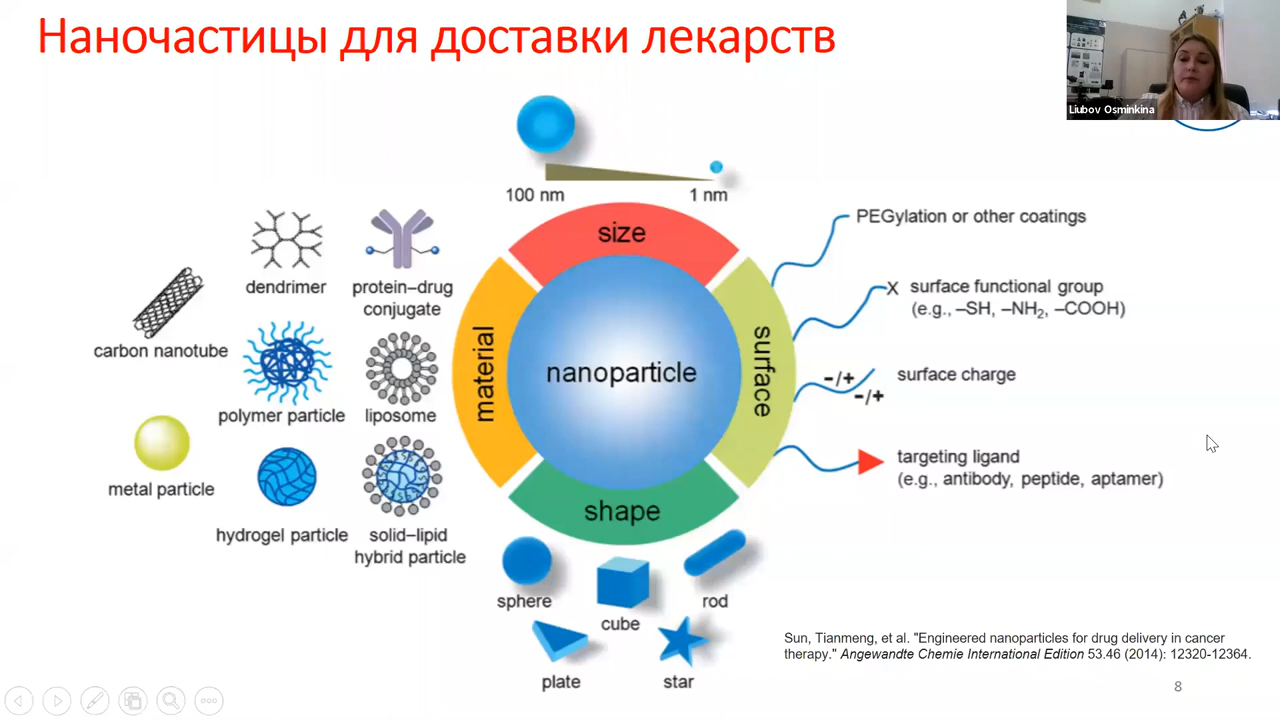 Наночастицы для доставки лекарств
Liubov Osminkina
100 nm
1 nm
size
material
surface
shape
nanoparticle
dendrimer
protein–drug
conjugate
carbon nanotube
polymer particle
liposome
metal particle
hydrogel particle
solid–lipid
hybrid particle
PEGylation or other coatings
X surface functional group
(e.g., –SH, –NH₂, –COOH)
–/+
–/+
surface charge
targeting ligand
(e.g., antibody, peptide, aptamer)
sphere
cube
rod
plate
star
Sun, Tianmeng, et al. "Engineered nanoparticles for drug delivery in cancer
therapy." Angewandte Chemie International Edition 53.46 (2014): 12320-12364.
8